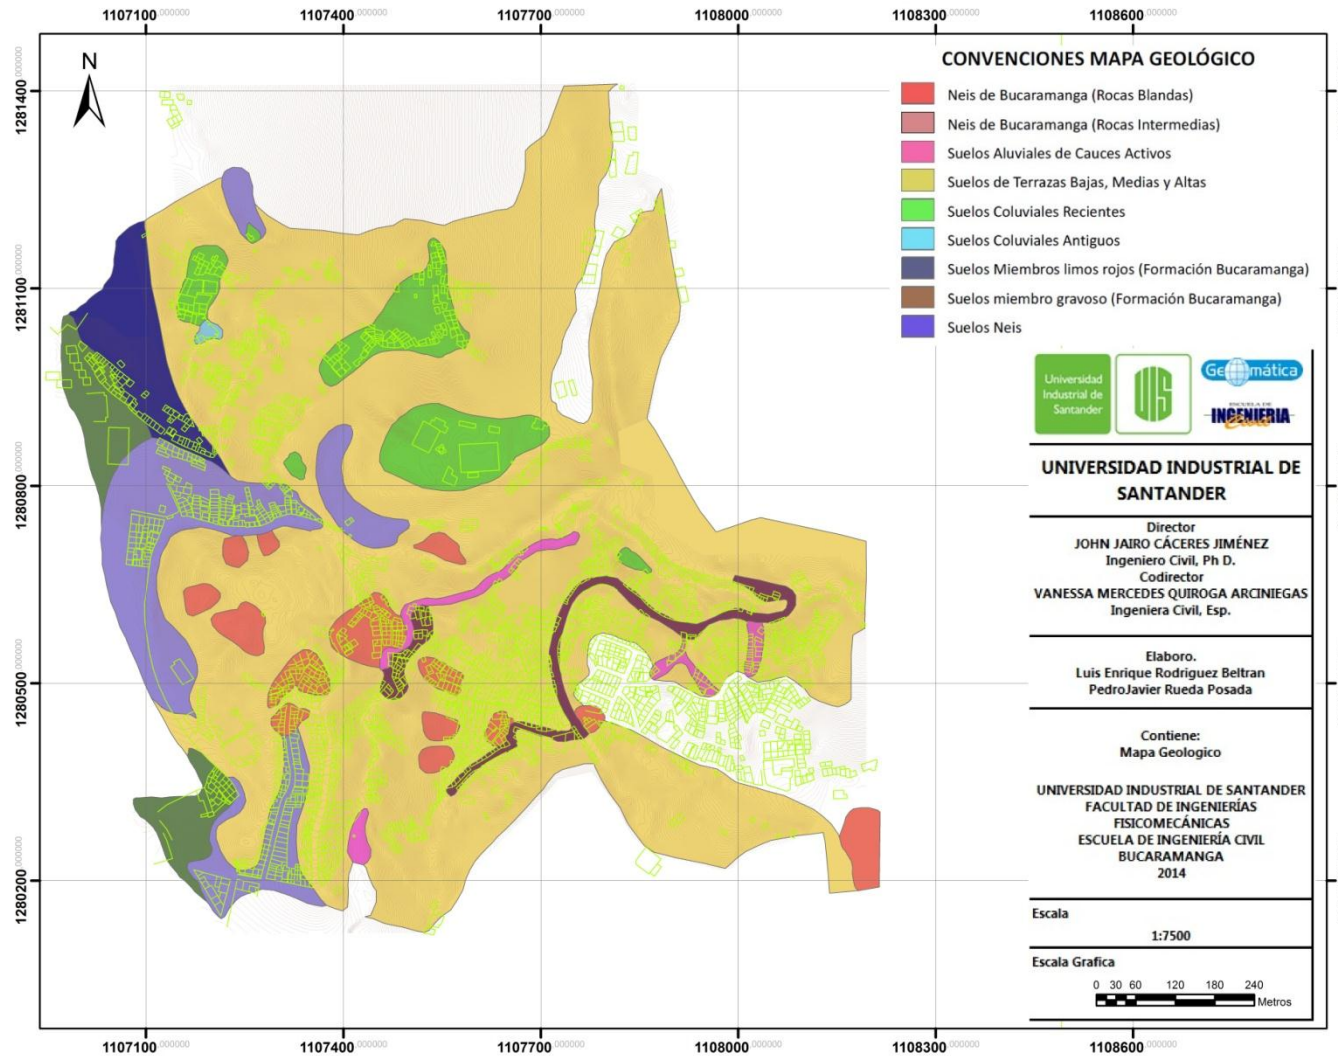 1107100.000000 1107400.000000 1107700.000000 1108000.000000 1108300.000000 1108600.000000
N
1281400.000000
1281100.000000
1280800.000000
1280500.000000
1280200.000000
CONVENCIONES MAPA GEOLÓGICO
Neis de Bucaramanga (Rocas Blandas)
Neis de Bucaramanga (Rocas Intermedias)
Suelos Aluviales de Cauces Activos
Suelos de Terrazas Bajas, Medias y Altas
Suelos Coluviales Recientes
Suelos Coluviales Antiguos
Suelos Miembros limos rojos (Formación Bucaramanga)
Suelos miembro gravoso (Formación Bucaramanga)
Suelos Neis
Universidad
Industrial de
Santander
UIS
Geomática
ESCUELA DE
INGENIERIA
Civil
UNIVERSIDAD INDUSTRIAL DE
SANTANDER
Director
JOHN JAIRO CÁCERES JIMÉNEZ
Ingeniero Civil, Ph D.
Codirector
VANESSA MERCEDES QUIROGA ARCINIEGAS
Ingeniera Civil, Esp.
Elaboro.
Luis Enrique Rodriguez Beltran
PedroJavier Rueda Posada
Contiene:
Mapa Geologico
UNIVERSIDAD INDUSTRIAL DE SANTANDER
FACULTAD DE INGENIERÍAS
FISICOMECÁNICAS
ESCUELA DE INGENIERÍA CIVIL
BUCARAMANGA
2014
Escala
1:7500
Escala Grafica
0 30 60 120 180 240
Metros
1107100.000000 1107400.000000 1107700.000000 1108000.000000 1108300.000000 1108600.000000